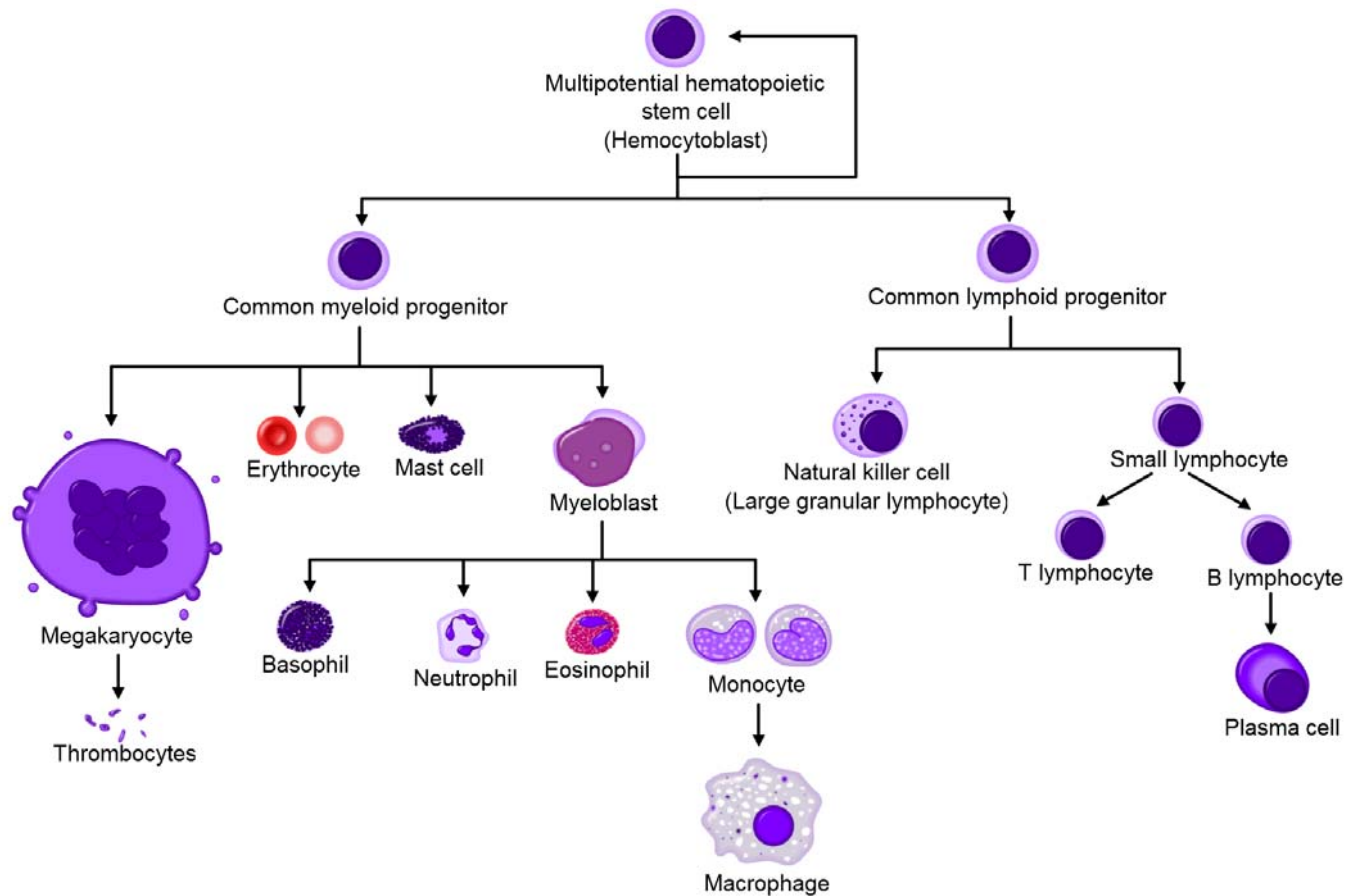 Multipotential hematopoietic
stem cell
(Hemocytoblast)
Common myeloid progenitor
Common lymphoid progenitor
Erythrocyte
Mast cell
Myeloblast
Natural killer cell
(Large granular lymphocyte)
Small lymphocyte
T lymphocyte
B lymphocyte
Megakaryocyte
Basophil
Neutrophil
Eosinophil
Monocyte
Plasma cell
Thrombocytes
Macrophage